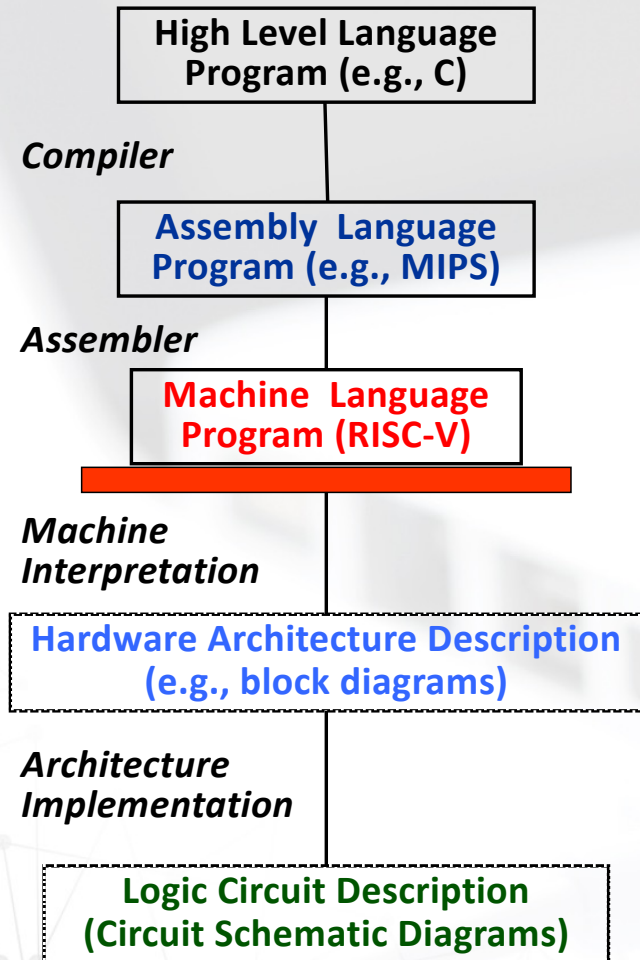 High Level Language
Program (e.g., C)
Compiler
Assembly Language
Program (e.g., MIPS)
Assembler
Machine Language
Program (RISC-V)
Machine
Interpretation
Hardware Architecture Description
(e.g., block diagrams)
Architecture
Implementation
Logic Circuit Description
(Circuit Schematic Diagrams)